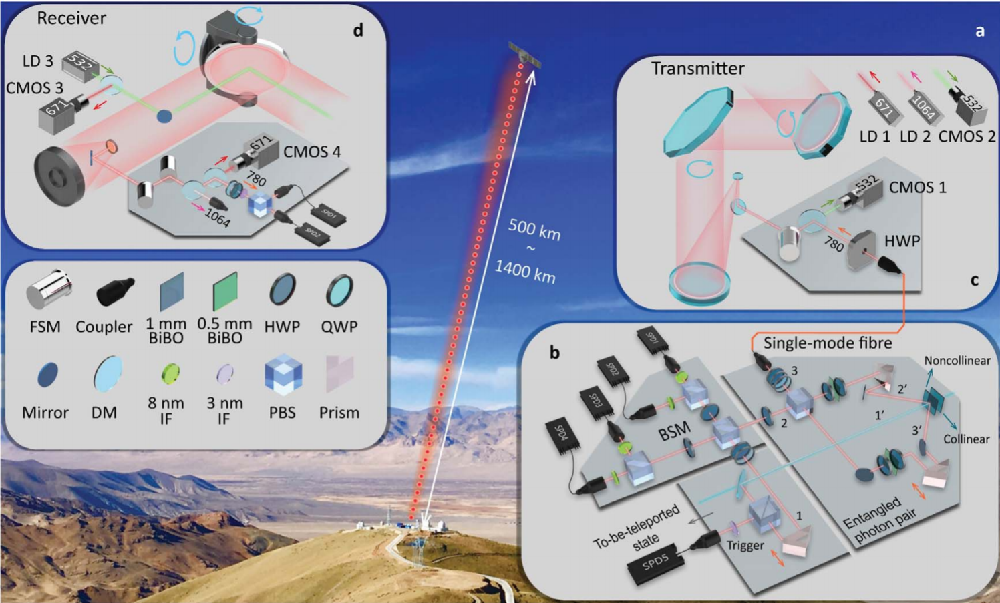 a
500 km
~
1400 km
Receiver
d
LD 3
532
CMOS 3
671
671
CMOS 4
780
1064
SPD1
SPD2
FSM
Coupler
1 mm
BiBO
0.5 mm
BiBO
HWP
QWP
Mirror
DM
8 nm
IF
3 nm
IF
PBS
Prism
Transmitter
671
1064
532
LD 1
LD 2
CMOS 2
532
CMOS 1
780
HWP
c
b
Single-mode fibre
SPD1
SPD2
SPD3
SPD4
BSM
3
2
2′
1′
3′
Noncollinear
Collinear
Entangled
photon pair
1
To-be-teleported
state
Trigger
SPD5